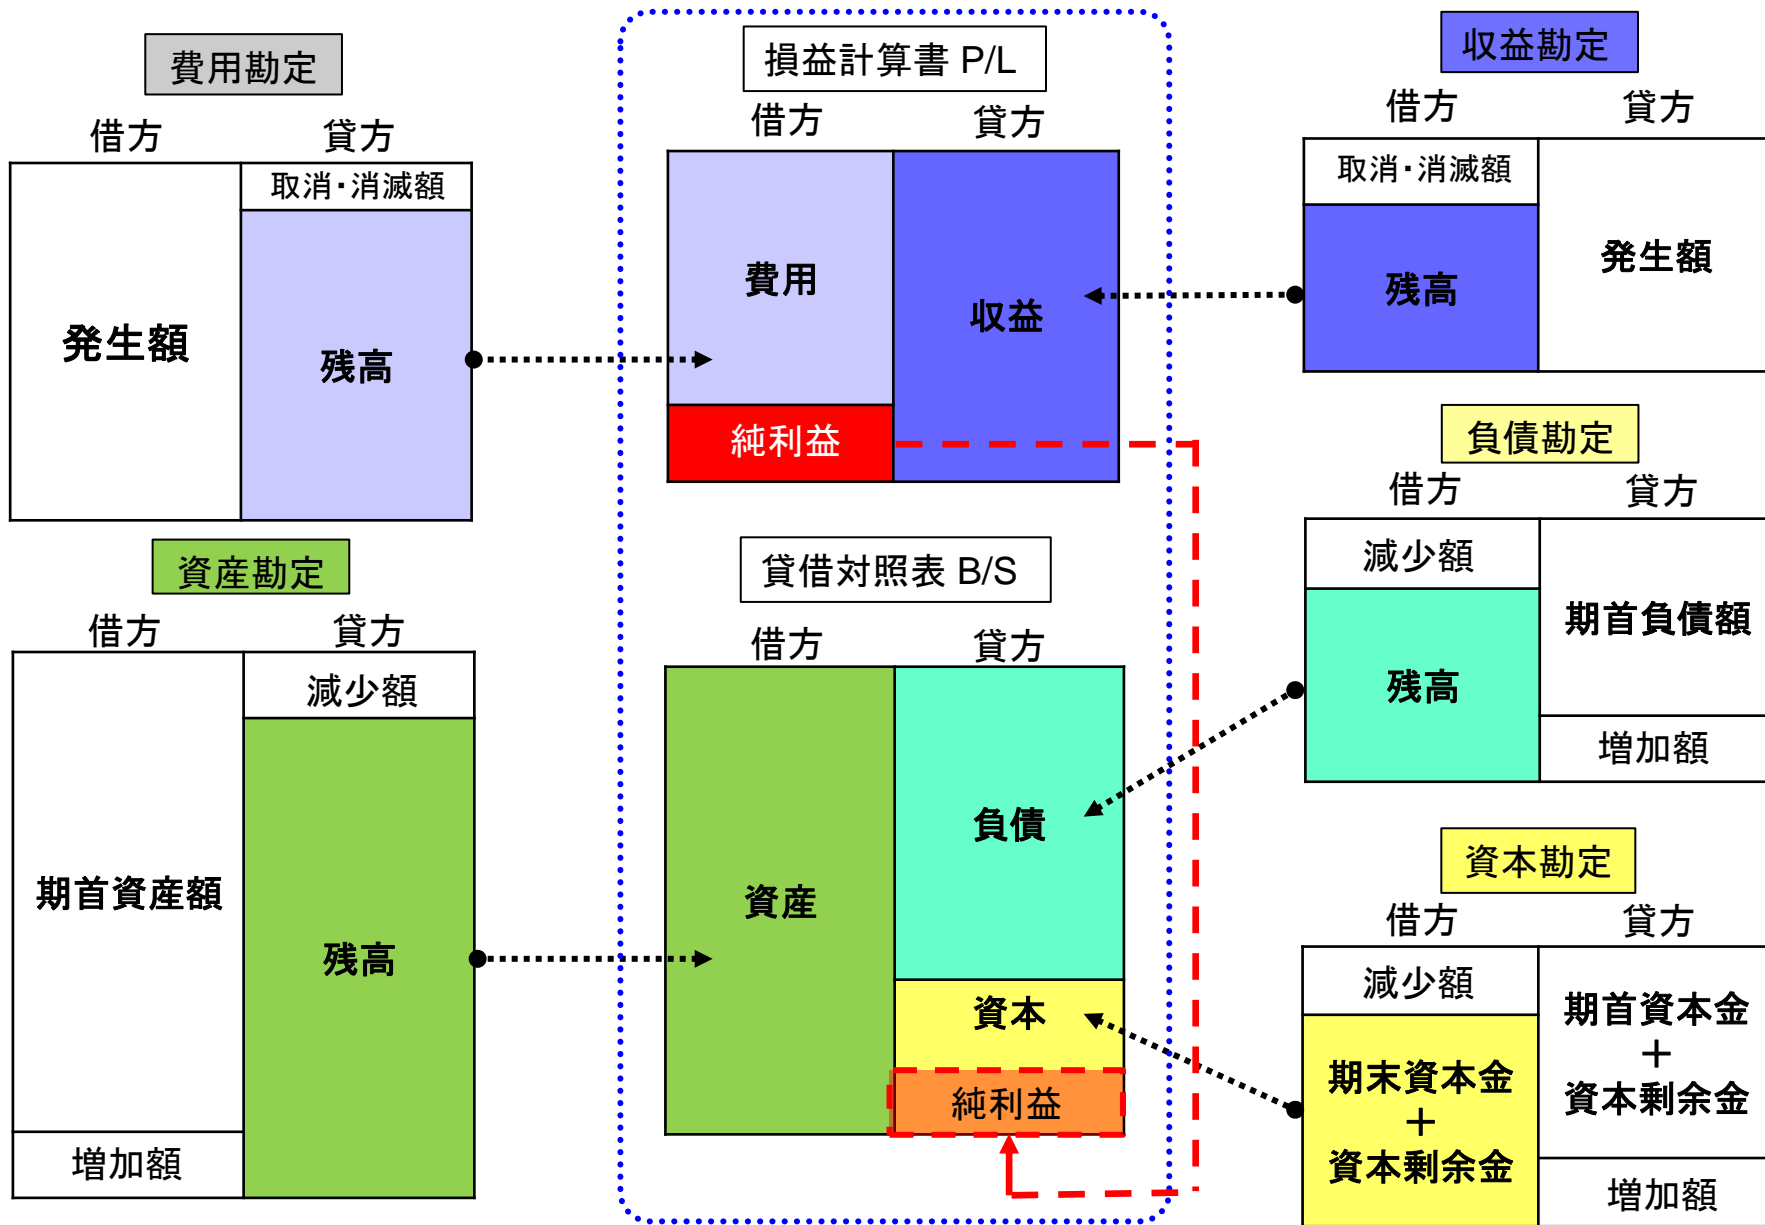 費用勘定
借方
貸方
取消・消滅額
発生額
残高
資産勘定
借方
貸方
減少額
期首資産額
残高
増加額
損益計算書 P/L
借方
貸方
費用
収益
純利益
貸借対照表 B/S
借方
貸方
資産
負債
資本
純利益
収益勘定
借方
貸方
取消・消滅額
発生額
残高
負債勘定
借方
貸方
減少額
期首負債額
残高
増加額
資本勘定
借方
貸方
減少額
期首資本金
＋
資本剰余金
期末資本金
＋
資本剰余金
増加額